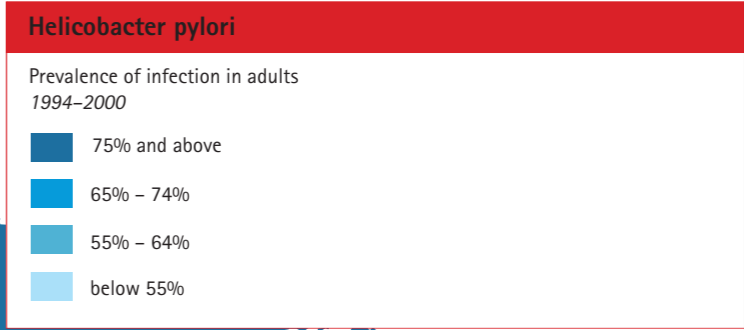 Helicobacter pylori
Prevalence of infection in adults
1994–2000
75% and above
65% – 74%
55% – 64%
below 55%